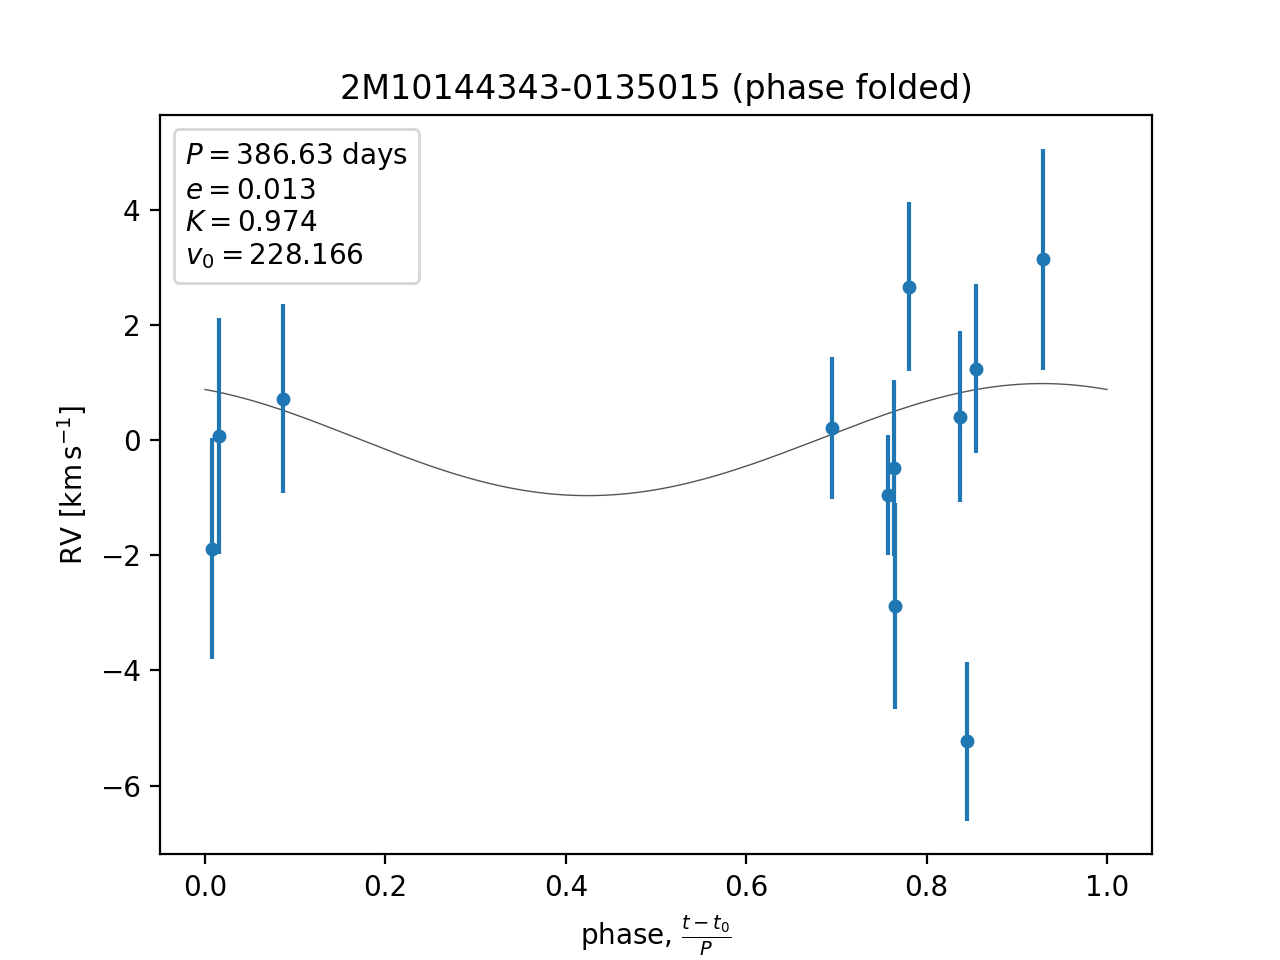 2M10144343-0135015 (phase folded)
P = 386.63 days
e = 0.013
K = 0.974
v₀ = 228.166
4
2
0
−2
−4
−6
RV [km s⁻¹]
0.0 0.2 0.4 0.6 0.8 1.0
phase, (t − t₀)/P